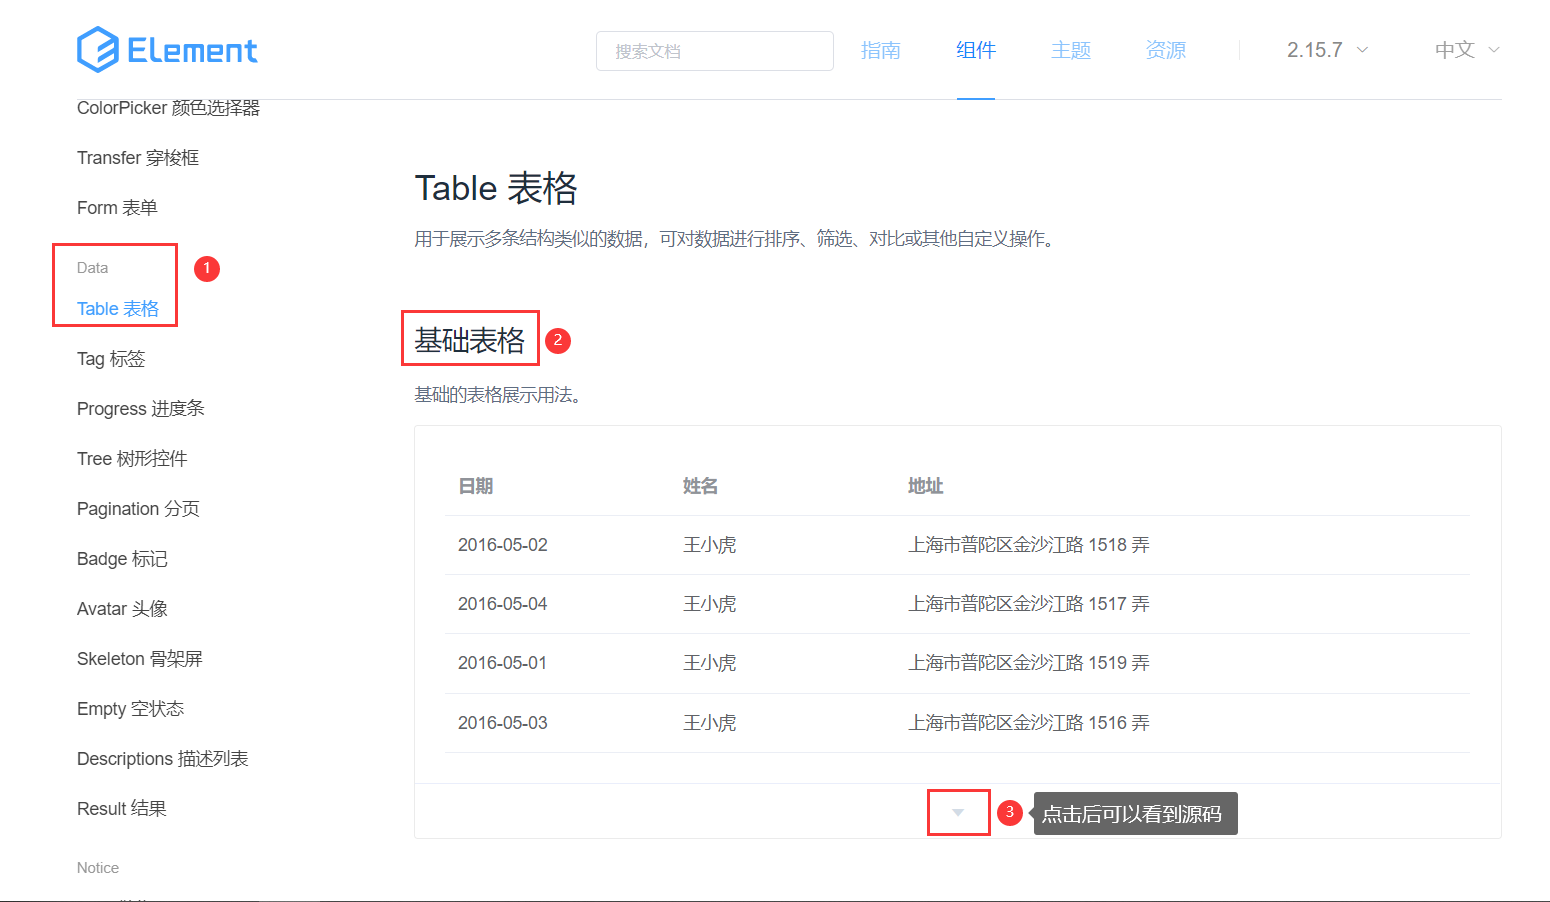 Element
搜索文档
指南
组件
主题
资源
2.15.7
中文
ColorPicker 颜色选择器
Transfer 穿梭框
Form 表单
Data
1
Table 表格
Tag 标签
Progress 进度条
Tree 树形控件
Pagination 分页
Badge 标记
Avatar 头像
Skeleton 骨架屏
Empty 空状态
Descriptions 描述列表
Result 结果
Notice
Table 表格
用于展示多条结构类似的数据，可对数据进行排序、筛选、对比或其他自定义操作。
基础表格
2
基础的表格展示用法。
日期 姓名 地址
2016-05-02 王小虎 上海市普陀区金沙江路 1518 弄
2016-05-04 王小虎 上海市普陀区金沙江路 1517 弄
2016-05-01 王小虎 上海市普陀区金沙江路 1519 弄
2016-05-03 王小虎 上海市普陀区金沙江路 1516 弄
3
点击后可以看到源码